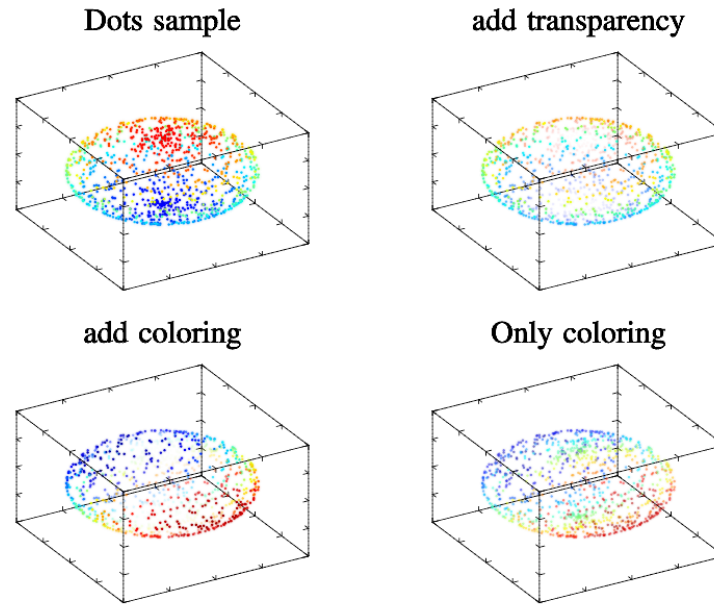 Dots sample
add transparency
add coloring
Only coloring